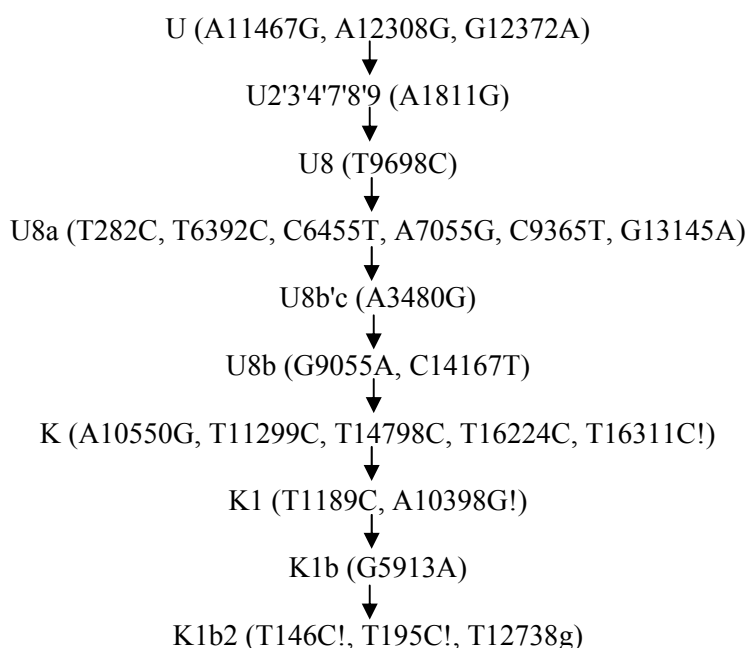 U (A11467G, A12308G, G12372A)
U2'3'4'7'8'9 (A1811G)
U8 (T9698C)
U8a (T282C, T6392C, C6455T, A7055G, C9365T, G13145A)
U8b'c (A3480G)
U8b (G9055A, C14167T)
K (A10550G, T11299C, T14798C, T16224C, T16311C!)
K1 (T1189C, A10398G!)
K1b (G5913A)
K1b2 (T146C!, T195C!, T12738g)